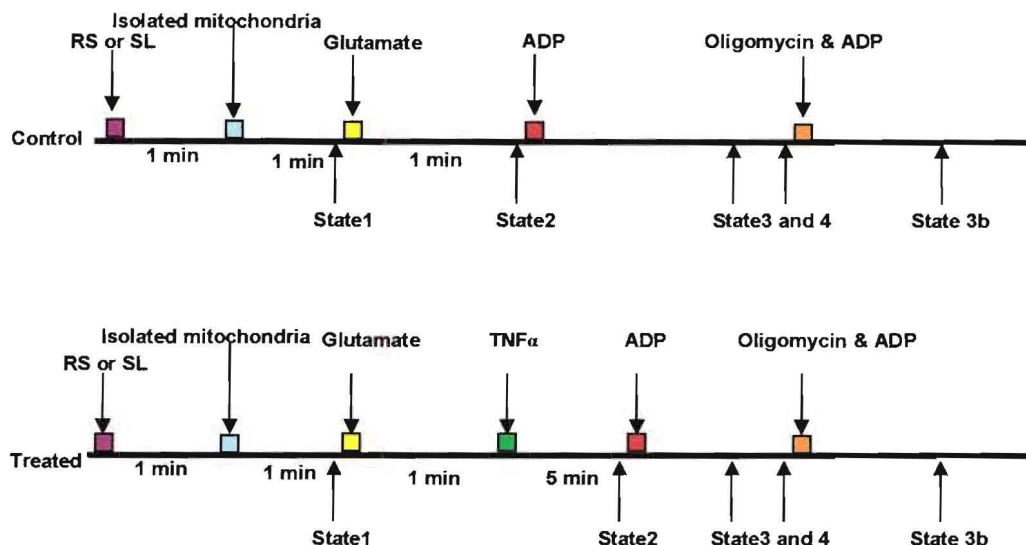 Isolated mitochondria
RS or SL
Glutamate
ADP
Oligomycin & ADP
Control
1 min
1 min
1 min
State1
State2
State3 and 4
State 3b
Isolated mitochondria
RS or SL
Glutamate
TNFα
ADP
Oligomycin & ADP
Treated
1 min
1 min
1 min
5 min
State1
State2
State3 and 4
State 3b